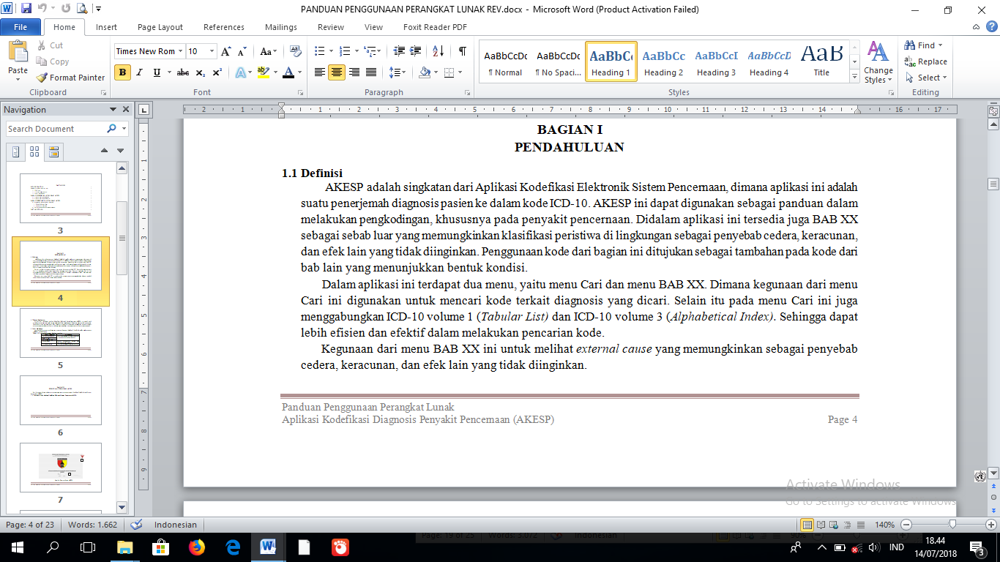 PANDUAN PENGGUNAAN PERANGKAT LUNAK REV.docx - Microsoft Word (Product Activation Failed)
File Home Insert Page Layout References Mailings Review View Foxit Reader PDF
Paste
Cut
Copy
Format Painter
Times New Rom 10
AaBbCcDc AaBbCcDc AaBbCc AaBbCc AaBbCcI AaBbCcD AaB
¶ Normal ¶ No Spaci... Heading 1 Heading 2 Heading 3 Heading 4 Title
Change Styles
Find
Replace
Select
Clipboard Font Paragraph Styles Editing
Navigation
Search Document
3
4
5
6
7
BAGIAN I
PENDAHULUAN
1.1 Definisi
AKESP adalah singkatan dari Aplikasi Kodefikasi Elektronik Sistem Pencernaan, dimana aplikasi ini adalah
suatu penerjemah diagnosis pasien ke dalam kode ICD-10. AKESP ini dapat digunakan sebagai panduan dalam
melakukan pengkodingan, khususnya pada penyakit pencernaan. Didalam aplikasi ini tersedia juga BAB XX
sebagai sebab luar yang memungkinkan klasifikasi peristiwa di lingkungan sebagai penyebab cedera, keracunan,
dan efek lain yang tidak diinginkan. Penggunaan kode dari bagian ini ditujukan sebagai tambahan pada kode dari
bab lain yang menunjukkan bentuk kondisi.
Dalam aplikasi ini terdapat dua menu, yaitu menu Cari dan menu BAB XX. Dimana kegunaan dari menu
Cari ini digunakan untuk mencari kode terkait diagnosis yang dicari. Selain itu pada menu Cari ini juga
menggabungkan ICD-10 volume 1 (Tabular List) dan ICD-10 volume 3 (Alphabetical Index). Sehingga dapat
lebih efisien dan efektif dalam melakukan pencarian kode.
Kegunaan dari menu BAB XX ini untuk melihat external cause yang memungkinkan sebagai penyebab
cedera, keracunan, dan efek lain yang tidak diinginkan.
Panduan Penggunaan Perangkat Lunak
Aplikasi Kodefikasi Diagnosis Penyakit Pencernaan (AKESP) Page 4
Activate Windows
Go to Settings to activate Windows
Page: 4 of 23 Words: 1.662 Indonesian 140%
Page: 19 of 25 Words: 3.072 Indonesian 90%
IND
18.44
14/07/2018
3